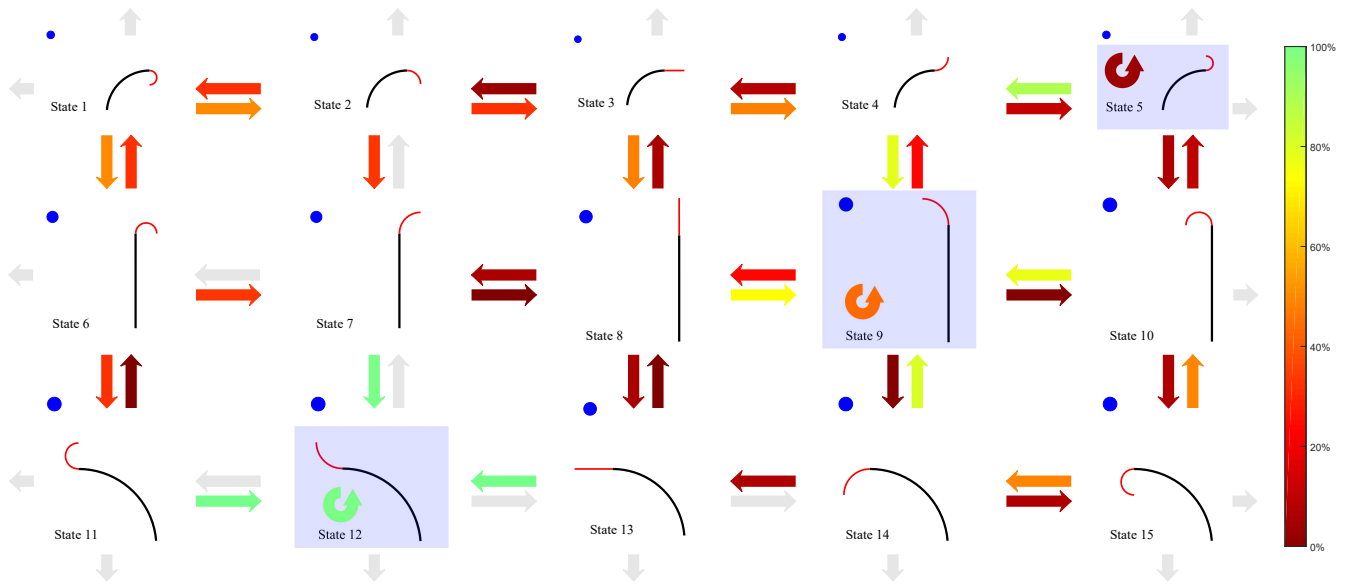 100%
State 1
State 2
State 3
State 4
State 5
80%
60%
State 6
State 7
State 8
State 9
State 10
40%
20%
State 11
State 12
State 13
State 14
State 15
0%